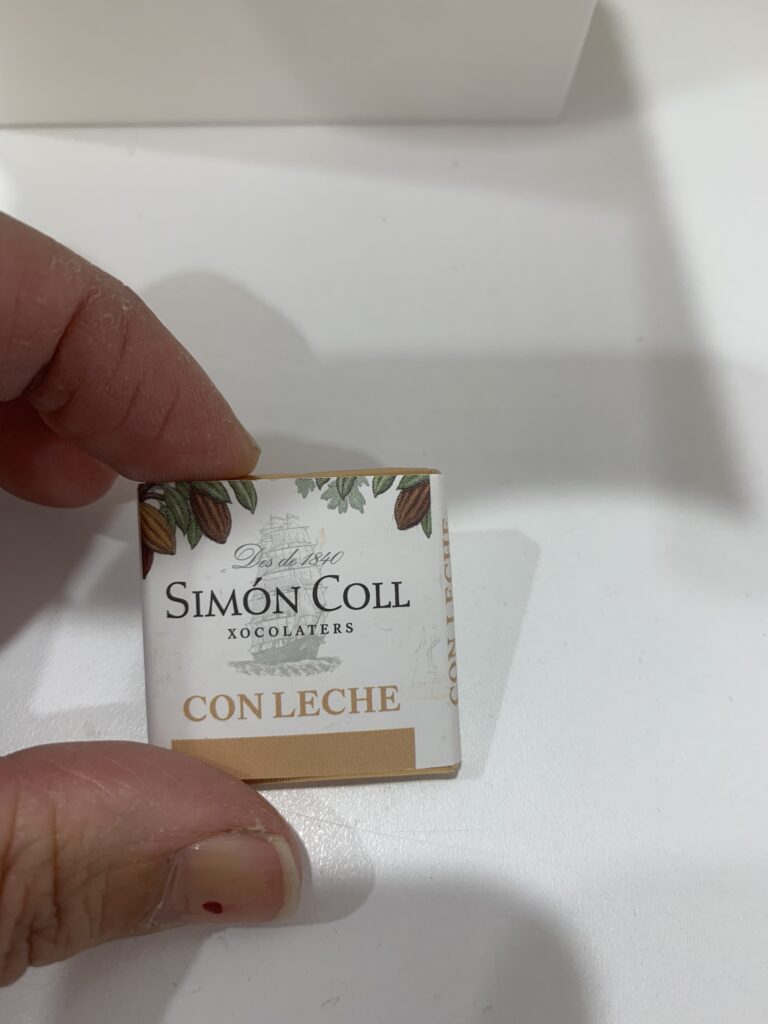 Des de 1840
SIMÓN COLL
XOCOLATERS
CON LECHE
CON LECHE